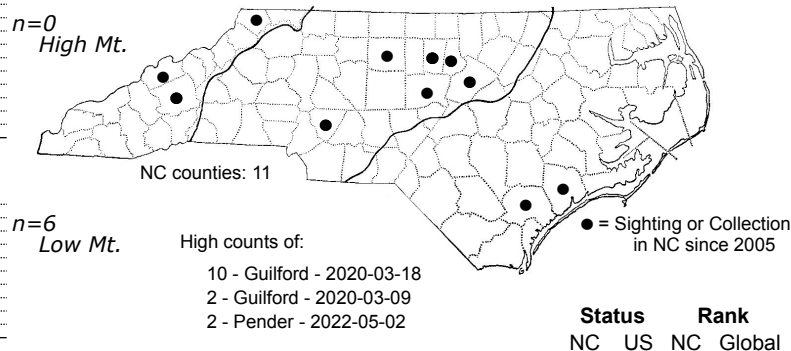 n=0
High Mt.
NC counties: 11
n=6
Low Mt.
High counts of:
10 - Guilford - 2020-03-18
2 - Guilford - 2020-03-09
2 - Pender - 2022-05-02
● = Sighting or Collection
in NC since 2005
Status Rank
NC US NC Global